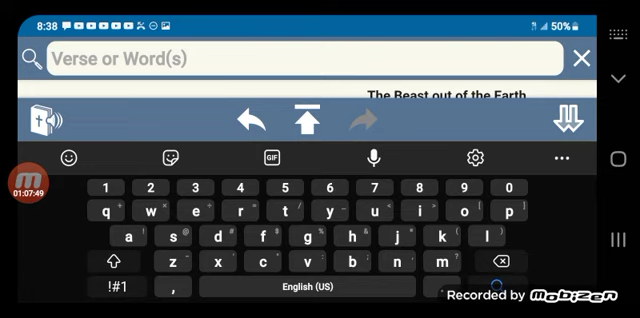 8:38
50%
Verse or Word(s)
The Beast out of the Earth
GIF
1 2 3 4 5 6 7 8 9 0
01:07:49
q w e r t y u i o p
a s d f g h j k l
z x c v b n m
!#1 , English (US)
Recorded by mobizen